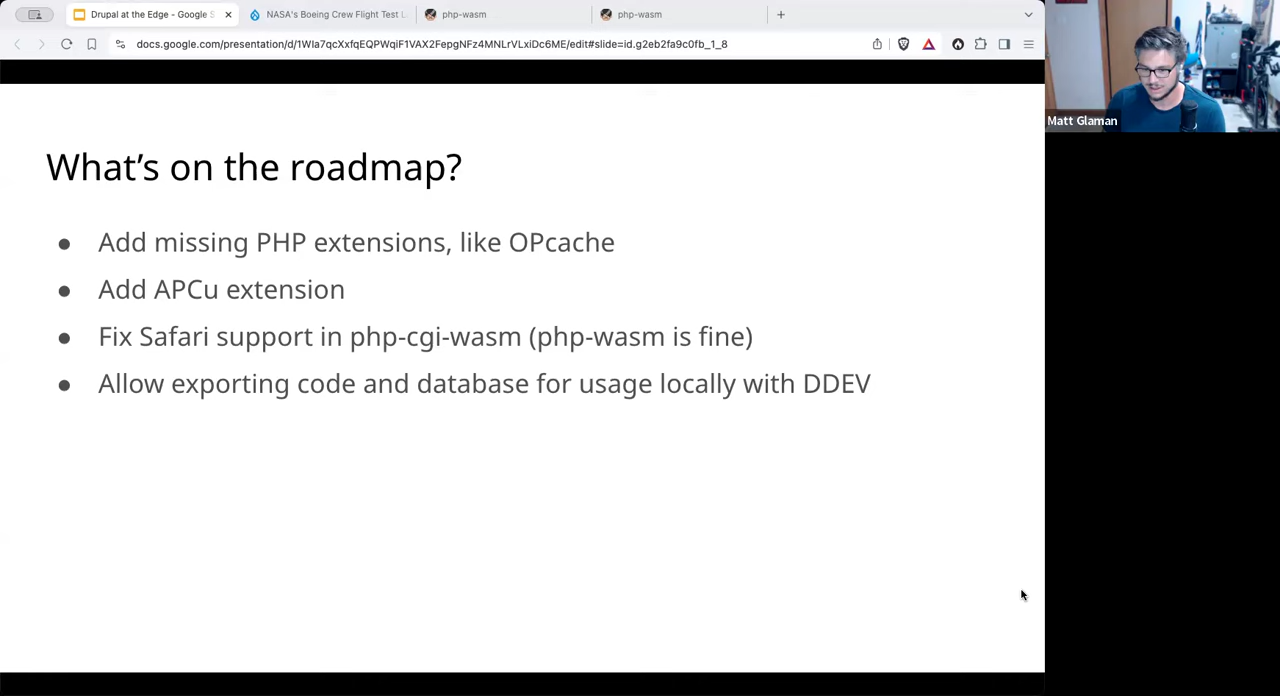 Drupal at the Edge - Google S
NASA's Boeing Crew Flight Test L
php-wasm
php-wasm
docs.google.com/presentation/d/1WIa7qcXxfqEQPWqiF1VAX2FepgNFz4MNLrVLxiDc6ME/edit#slide=id.g2eb2fa9c0fb_1_8
Matt Glaman
What's on the roadmap?
● Add missing PHP extensions, like OPcache
● Add APCu extension
● Fix Safari support in php-cgi-wasm (php-wasm is fine)
● Allow exporting code and database for usage locally with DDEV